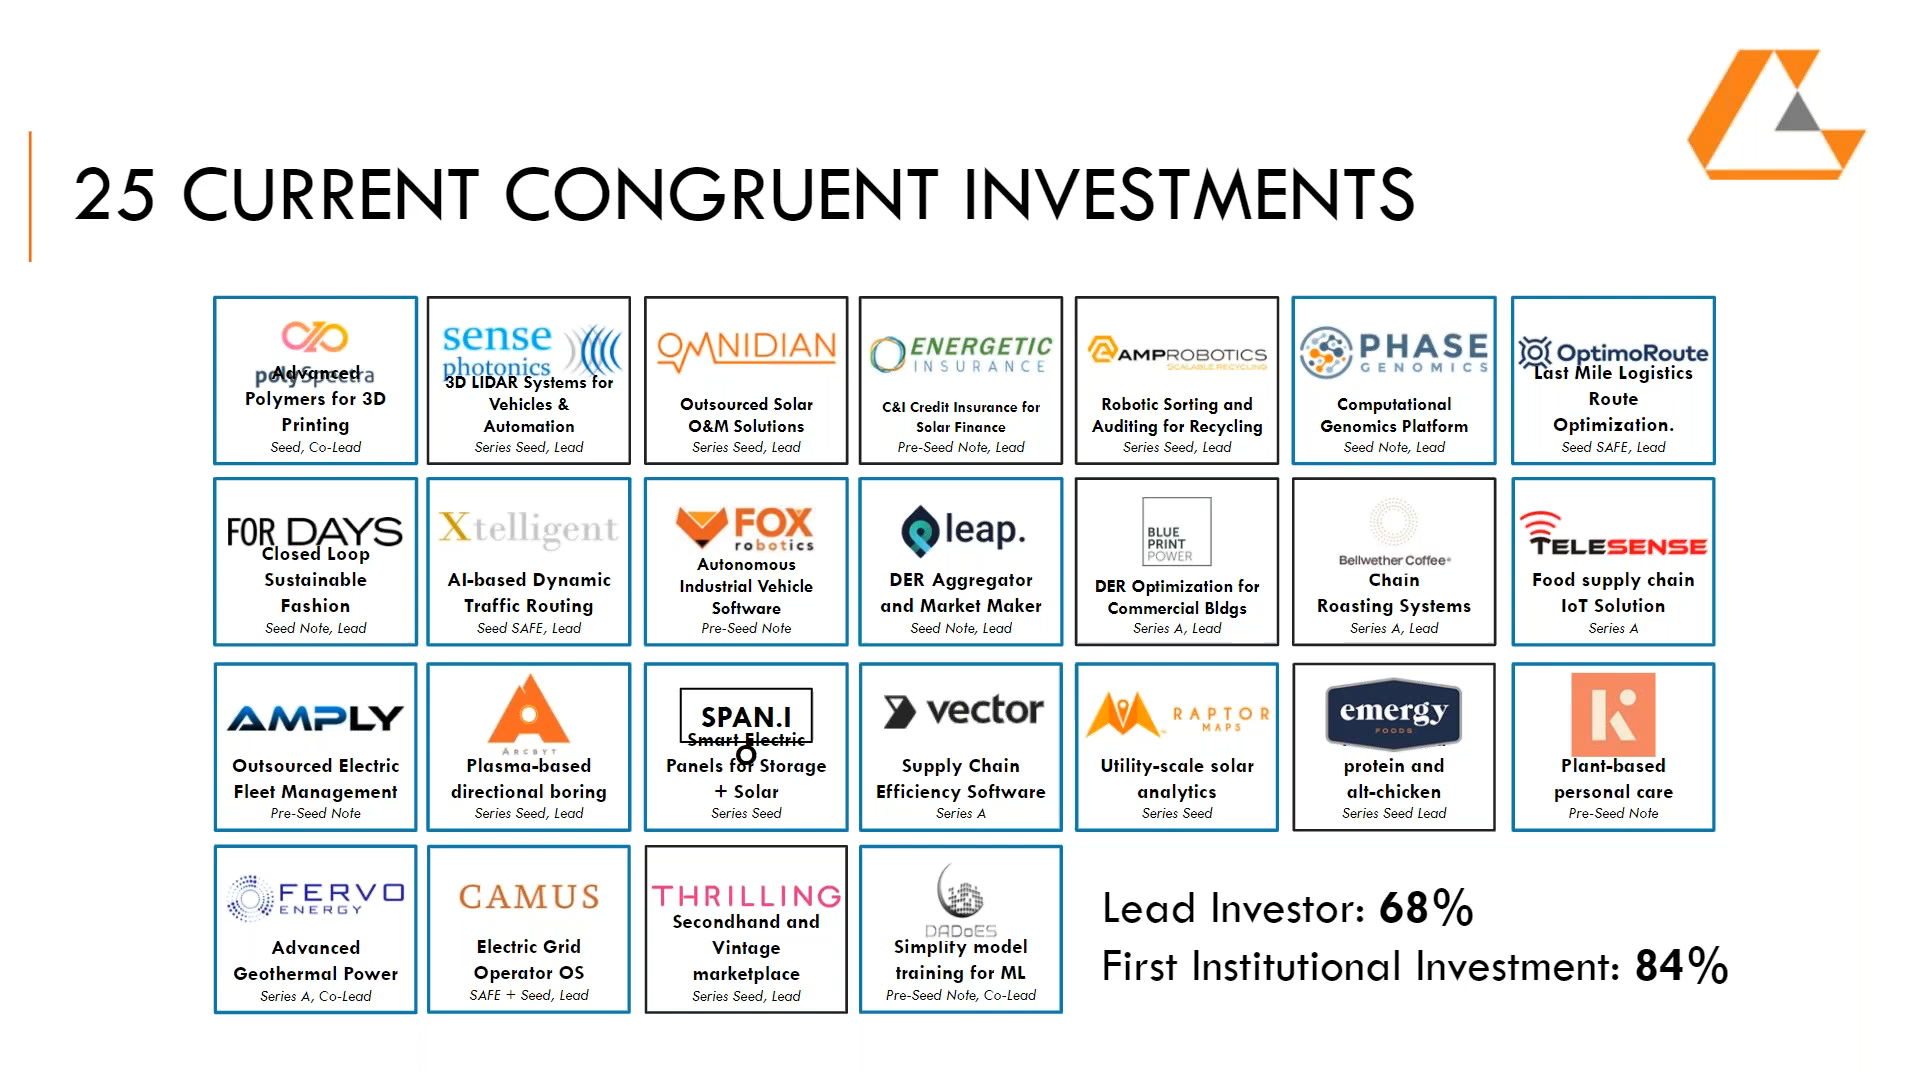 25 CURRENT CONGRUENT INVESTMENTS
polySpectra
Advanced
Polymers for 3D
Printing
Seed, Co-Lead
sense
photonics
3D LIDAR Systems for
Vehicles &
Automation
Series Seed, Lead
OMNIDIAN
Outsourced Solar
O&M Solutions
Series Seed, Lead
ENERGETIC
INSURANCE
C&I Credit Insurance for
Solar Finance
Pre-Seed Note, Lead
AMPROBOTICS
SCALABLE RECYCLING
Robotic Sorting and
Auditing for Recycling
Series Seed, Lead
PHASE
GENOMICS
Computational
Genomics Platform
Seed Note, Lead
OptimoRoute
Last Mile Logistics
Route
Optimization.
Seed SAFE, Lead
FOR DAYS
Closed Loop
Sustainable
Fashion
Seed Note, Lead
Xtelligent
AI-based Dynamic
Traffic Routing
Seed SAFE, Lead
FOX
robotics
Autonomous
Industrial Vehicle
Software
Pre-Seed Note
leap.
DER Aggregator
and Market Maker
Seed Note, Lead
BLUE
PRINT
POWER
DER Optimization for
Commercial Bldgs
Series A, Lead
Bellwether Coffee®
Chain
Roasting Systems
Series A, Lead
TELESENSE
Food supply chain
IoT Solution
Series A
AMPLY
Outsourced Electric
Fleet Management
Pre-Seed Note
ARCBYT
Plasma-based
directional boring
Series Seed, Lead
SPAN.I
O
Smart Electric
Panels for Storage
+ Solar
Series Seed
vector
Supply Chain
Efficiency Software
Series A
RAPTOR
MAPS
Utility-scale solar
analytics
Series Seed
emergy
FOODS
protein and
alt-chicken
Series Seed Lead
k
Plant-based
personal care
Pre-Seed Note
FERVO
ENERGY
Advanced
Geothermal Power
Series A, Co-Lead
CAMUS
Electric Grid
Operator OS
SAFE + Seed, Lead
THRILLING
Secondhand and
Vintage
marketplace
Series Seed, Lead
DADoES
Simplify model
training for ML
Pre-Seed Note, Co-Lead
Lead Investor: 68%
First Institutional Investment: 84%